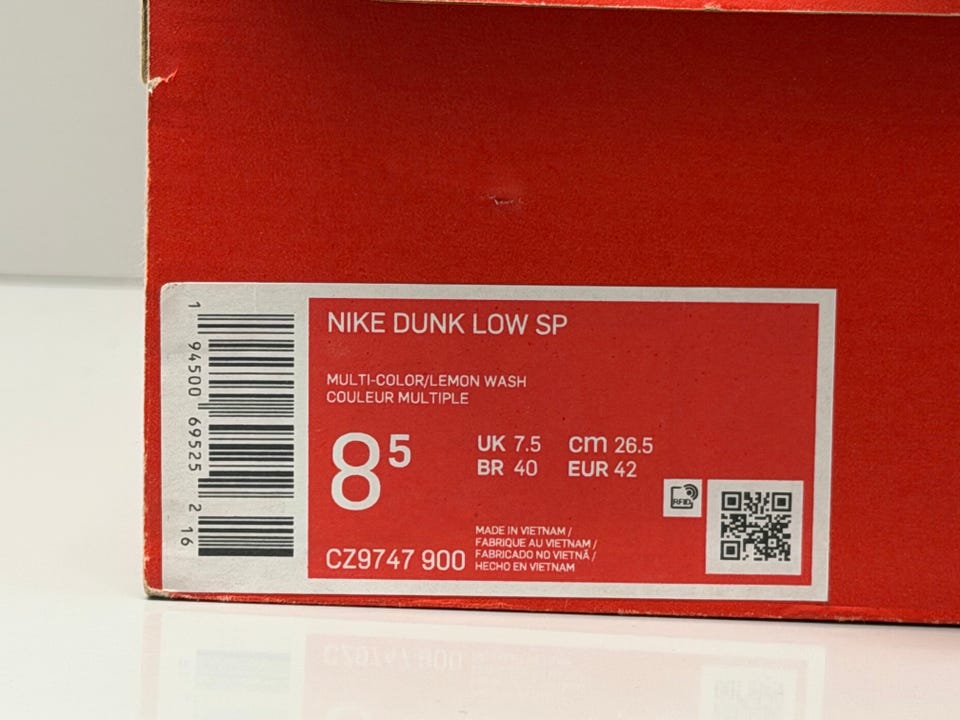 NIKE DUNK LOW SP
MULTI-COLOR/LEMON WASH
COULEUR MULTIPLE
8⁵
UK 7.5 cm 26.5
BR 40 EUR 42
RFID
MADE IN VIETNAM /
FABRIQUE AU VIETNAM /
FABRICADO NO VIETNÃ /
HECHO EN VIETNAM
CZ9747 900
1 94500 69525 2 16